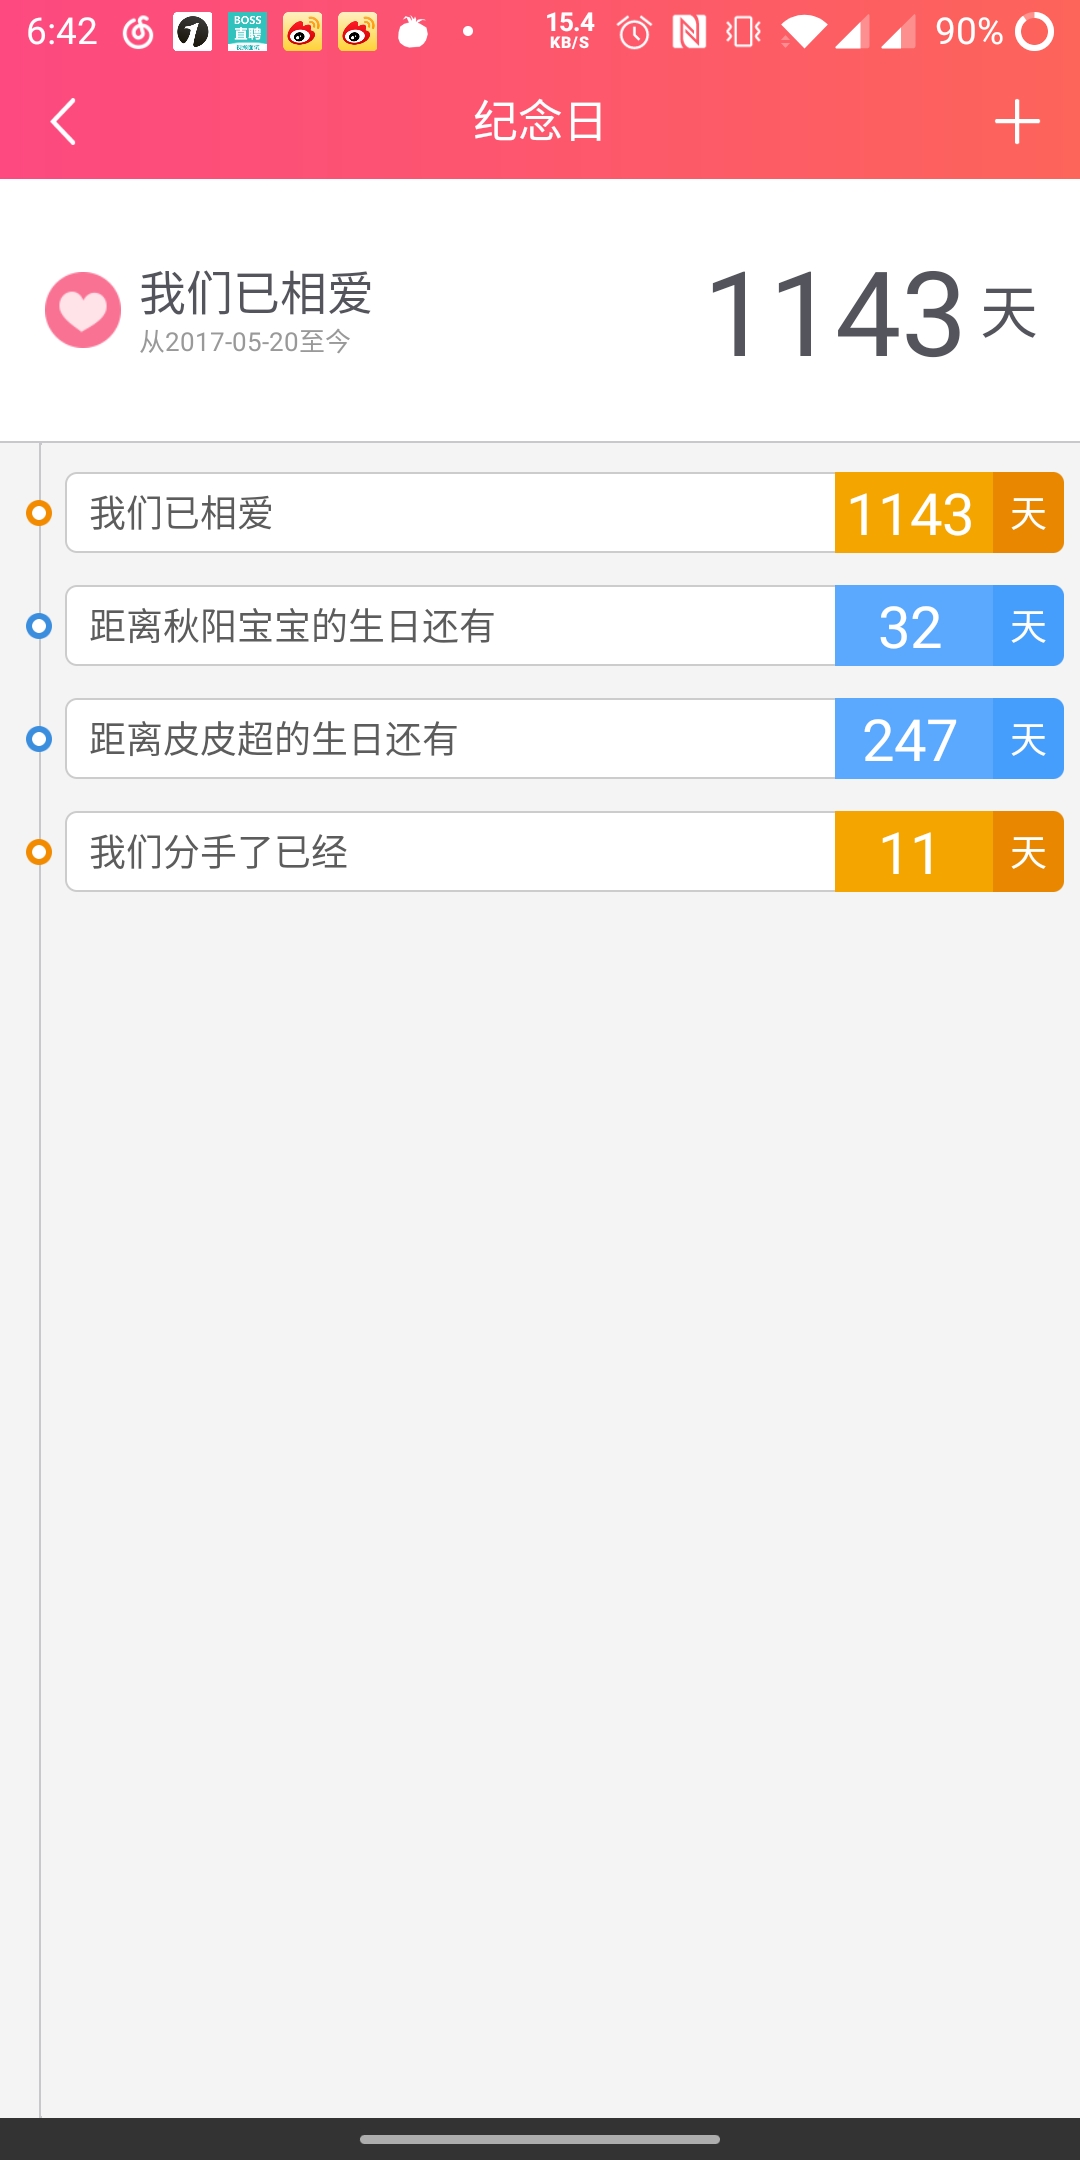 6:42
BOSS
直聘
15.4
KB/S
90%
纪念日
我们已相爱
从2017-05-20至今
1143 天
我们已相爱 1143 天
距离秋阳宝宝的生日还有 32 天
距离皮皮超的生日还有 247 天
我们分手了已经 11 天